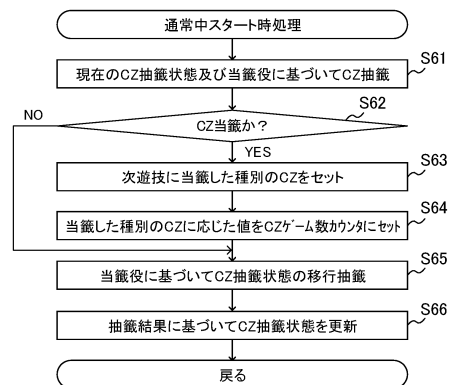 通常中スタート時処理
S61
現在のCZ抽籤状態及び当籤役に基づいてCZ抽籤
S62
NO
CZ当籤か？
YES
S63
次遊技に当籤した種別のCZをセット
S64
当籤した種別のCZに応じた値をCZゲーム数カウンタにセット
S65
当籤役に基づいてCZ抽籤状態の移行抽籤
S66
抽籤結果に基づいてCZ抽籤状態を更新
戻る